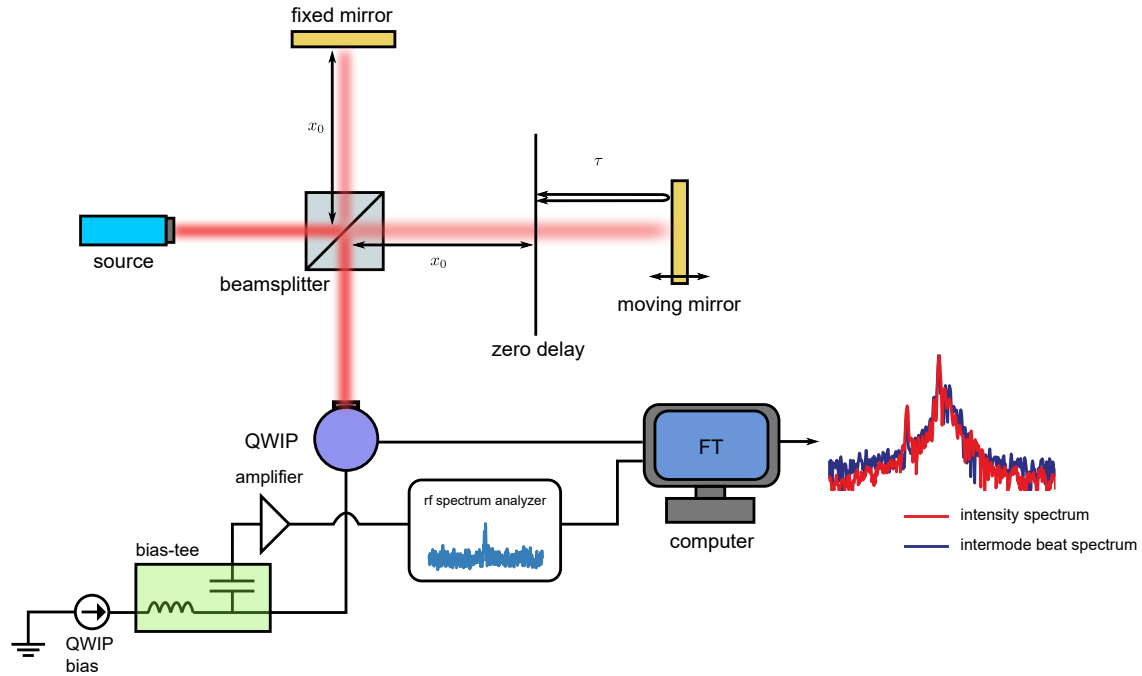 fixed mirror
x₀
τ
source
beamsplitter
x₀
moving mirror
zero delay
QWIP
FT
amplifier
rf spectrum analyzer
computer
intensity spectrum
intermode beat spectrum
bias-tee
QWIP
bias